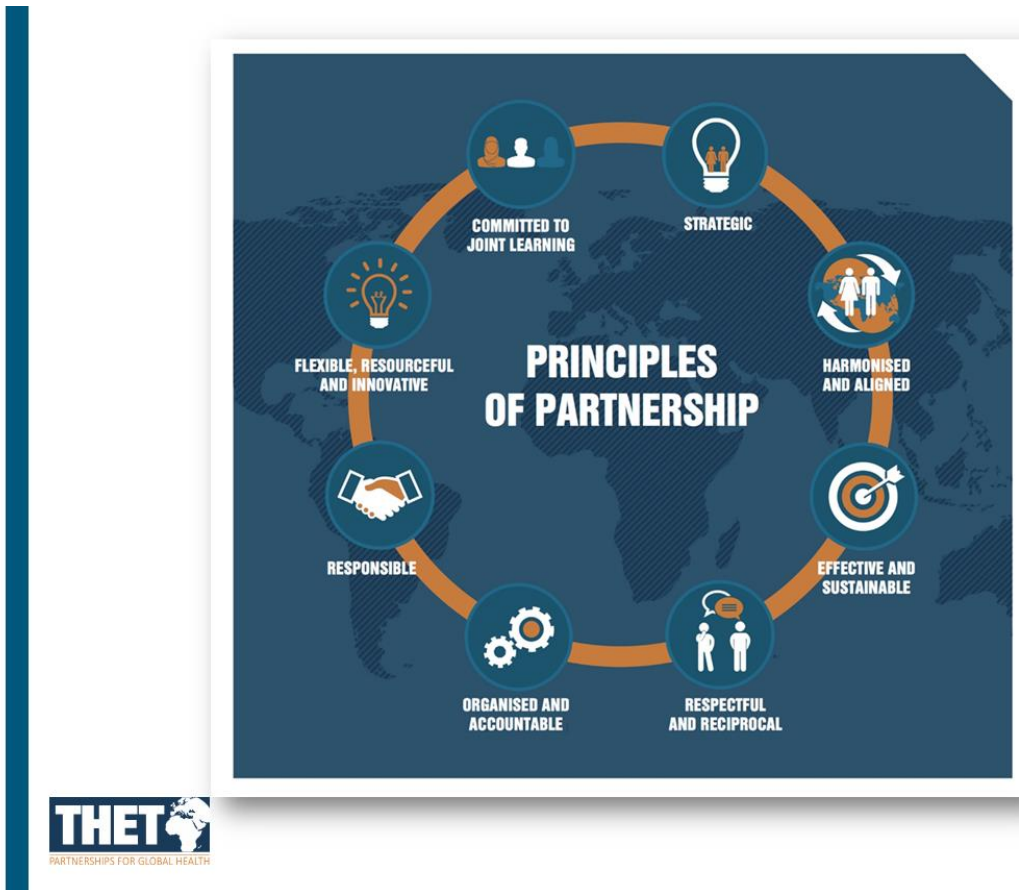 COMMITTED TO
JOINT LEARNING
STRATEGIC
FLEXIBLE, RESOURCEFUL
AND INNOVATIVE
PRINCIPLES
OF PARTNERSHIP
HARMONISED
AND ALIGNED
RESPONSIBLE
EFFECTIVE AND
SUSTAINABLE
ORGANISED AND
ACCOUNTABLE
RESPECTFUL
AND RECIPROCAL
THET
PARTNERSHIPS FOR GLOBAL HEALTH